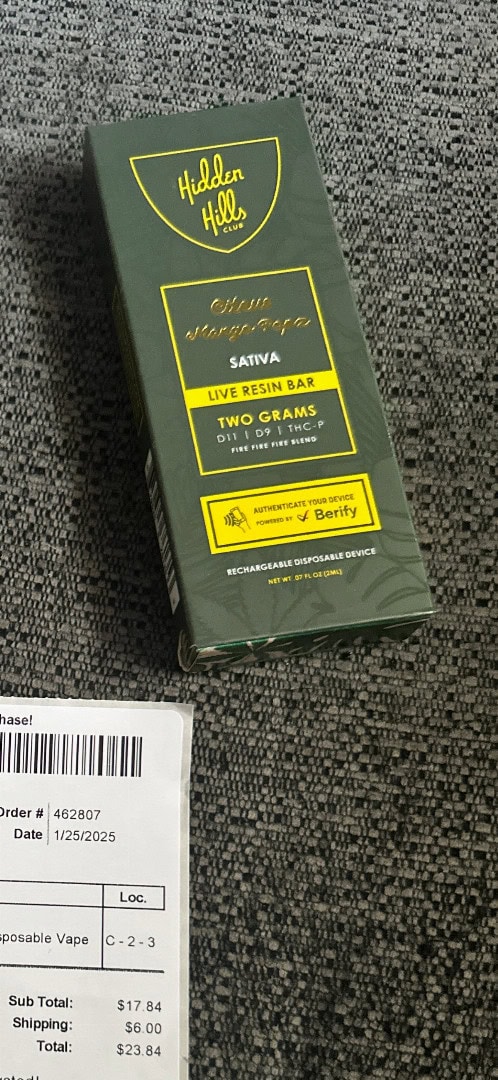 Hidden
Hills
CLUB
Mango Papa
SATIVA
LIVE RESIN BAR
TWO GRAMS
D11 | D9 | THC-P
FIRE FIRE FIRE BLEND
AUTHENTICATE YOUR DEVICE
POWERED BY Berify
RECHARGEABLE DISPOSABLE DEVICE
NET WT .07 FL OZ (2ML)
hase!
Order # 462807
Date 1/25/2025
Loc.
sposable Vape C - 2 - 3
Sub Total: $17.84
Shipping: $6.00
Total: $23.84